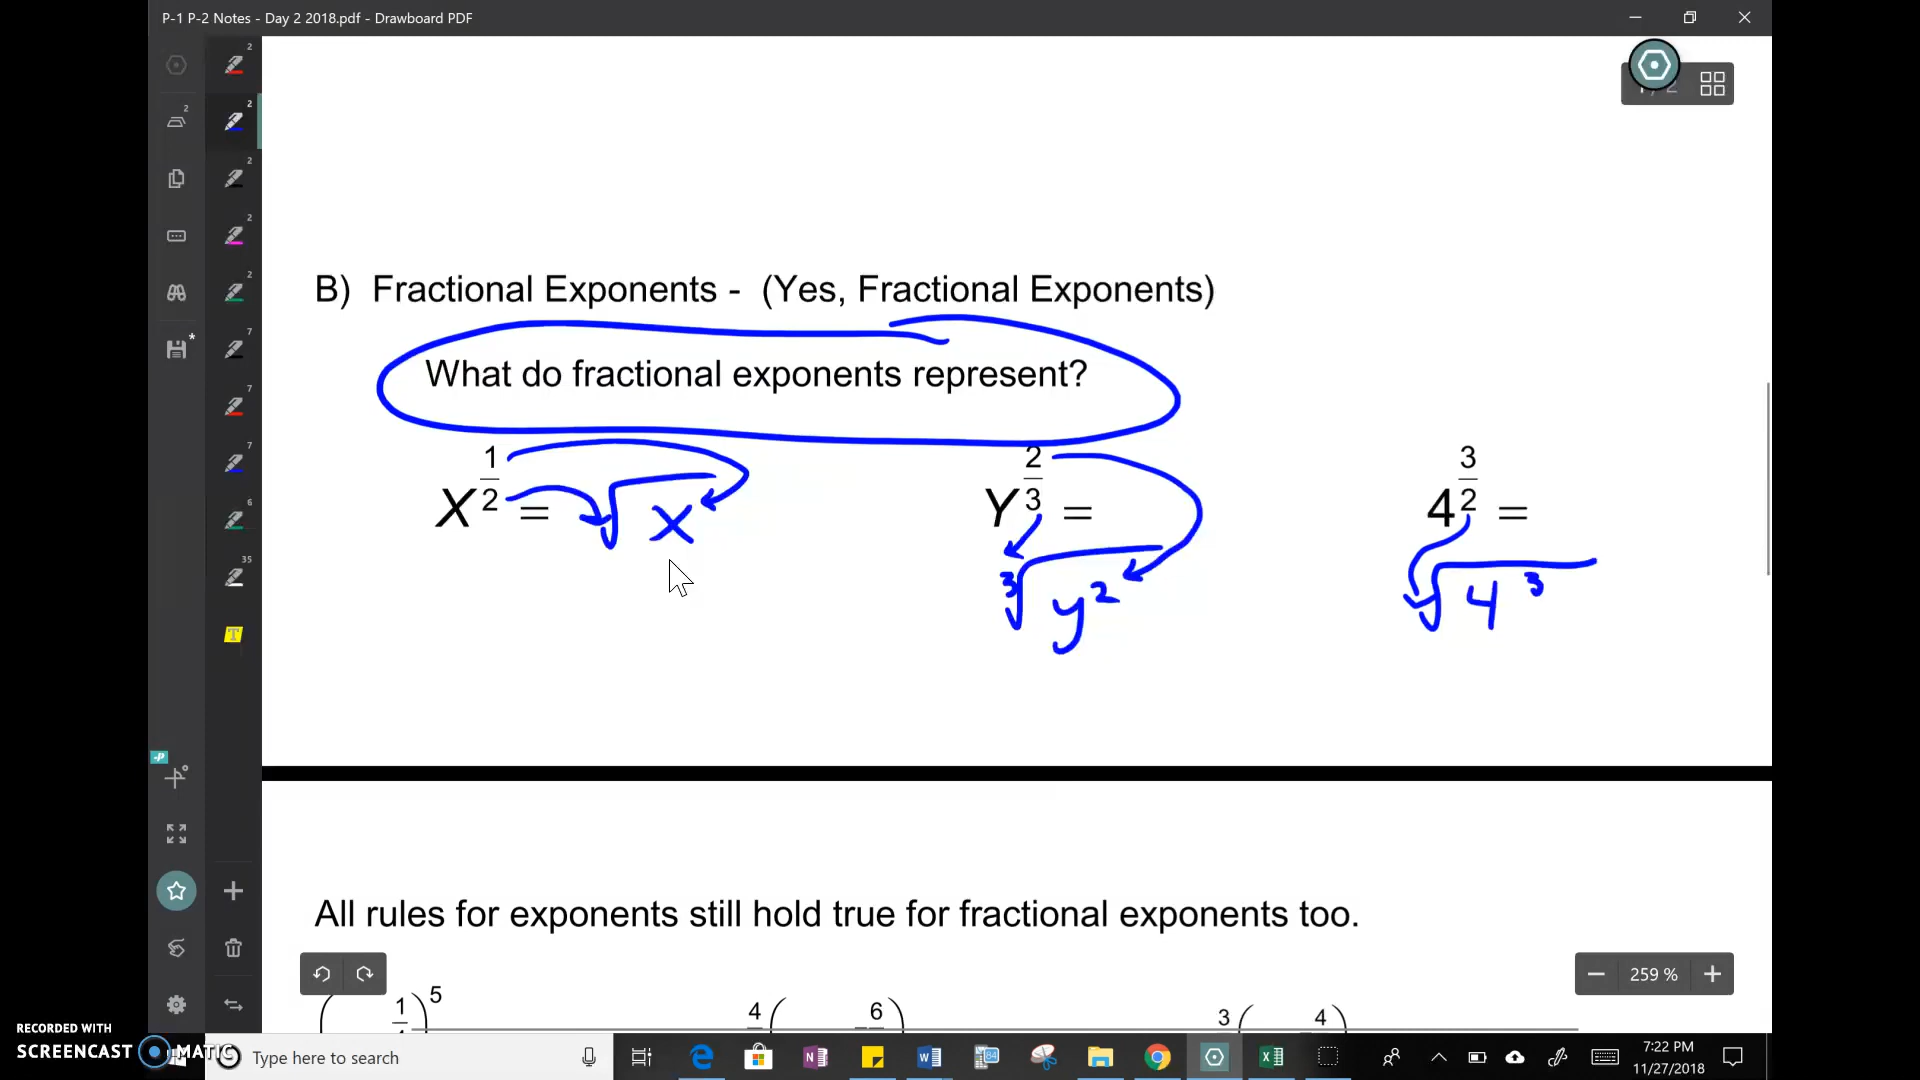 P-1 P-2 Notes - Day 2 2018.pdf - Drawboard PDF
B) Fractional Exponents - (Yes, Fractional Exponents)
What do fractional exponents represent?
X^(1/2) = √x
Y^(2/3) =
∛y²
4^(3/2) =
√4³
All rules for exponents still hold true for fractional exponents too.
259 %
RECORDED WITH
SCREENCAST MATIC
Type here to search
7:22 PM
11/27/2018